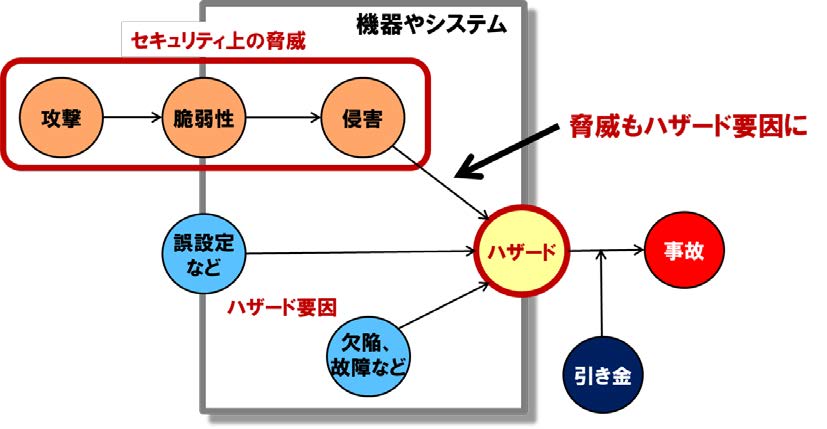 機器やシステム
セキュリティ上の脅威
攻撃
脆弱性
侵害
脅威もハザード要因に
誤設定
など
ハザード
事故
ハザード要因
欠陥、
故障など
引き金